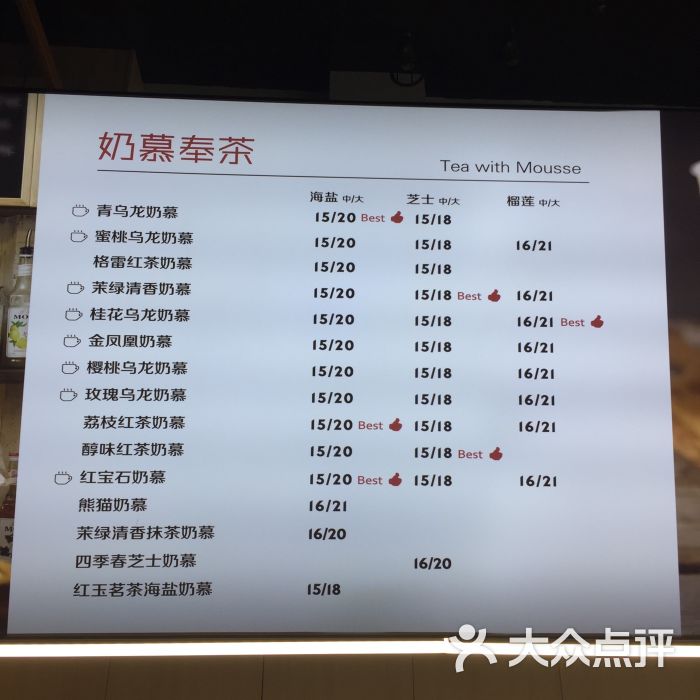 奶慕奉茶
Tea with Mousse
海盐 中/大 芝士 中/大 榴莲 中/大
青乌龙奶慕 15/20 Best 15/18
蜜桃乌龙奶慕 15/20 15/18 16/21
格雷红茶奶慕 15/20 15/18
茉绿清香奶慕 15/20 15/18 Best 16/21
桂花乌龙奶慕 15/20 15/18 16/21 Best
金凤凰奶慕 15/20 15/18 16/21
樱桃乌龙奶慕 15/20 15/18 16/21
玫瑰乌龙奶慕 15/20 15/18 16/21
荔枝红茶奶慕 15/20 Best 15/18 16/21
醇味红茶奶慕 15/20 15/18 Best
红宝石奶慕 15/20 Best 15/18 16/21
熊猫奶慕 16/21
茉绿清香抹茶奶慕 16/20
四季春芝士奶慕 16/20
红玉茗茶海盐奶慕 15/18
大众点评